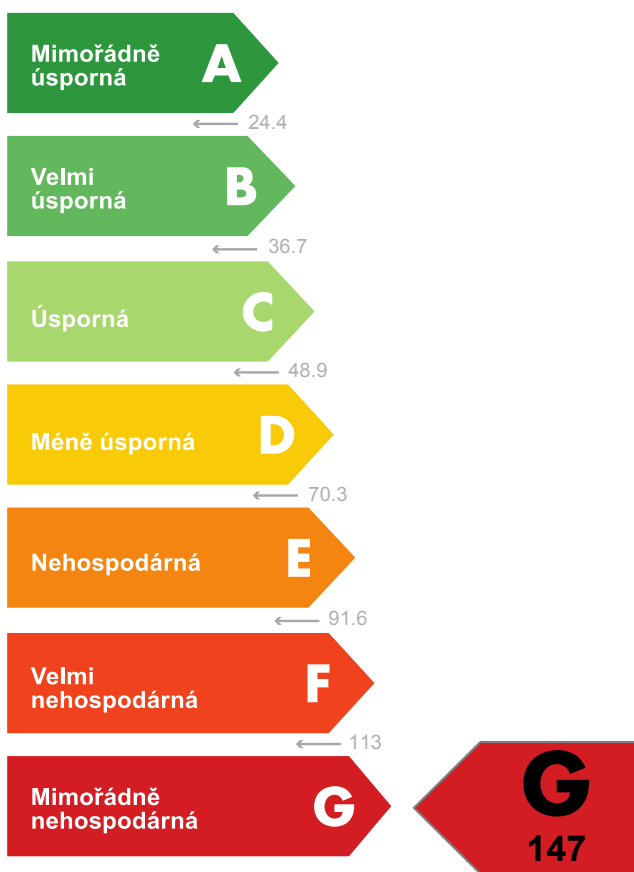 Mimořádně
úsporná
A
24.4
Velmi
úsporná
B
36.7
Úsporná
C
48.9
Méně úsporná
D
70.3
Nehospodárná
E
91.6
Velmi
nehospodárná
F
113
Mimořádně
nehospodárná
G
G
147